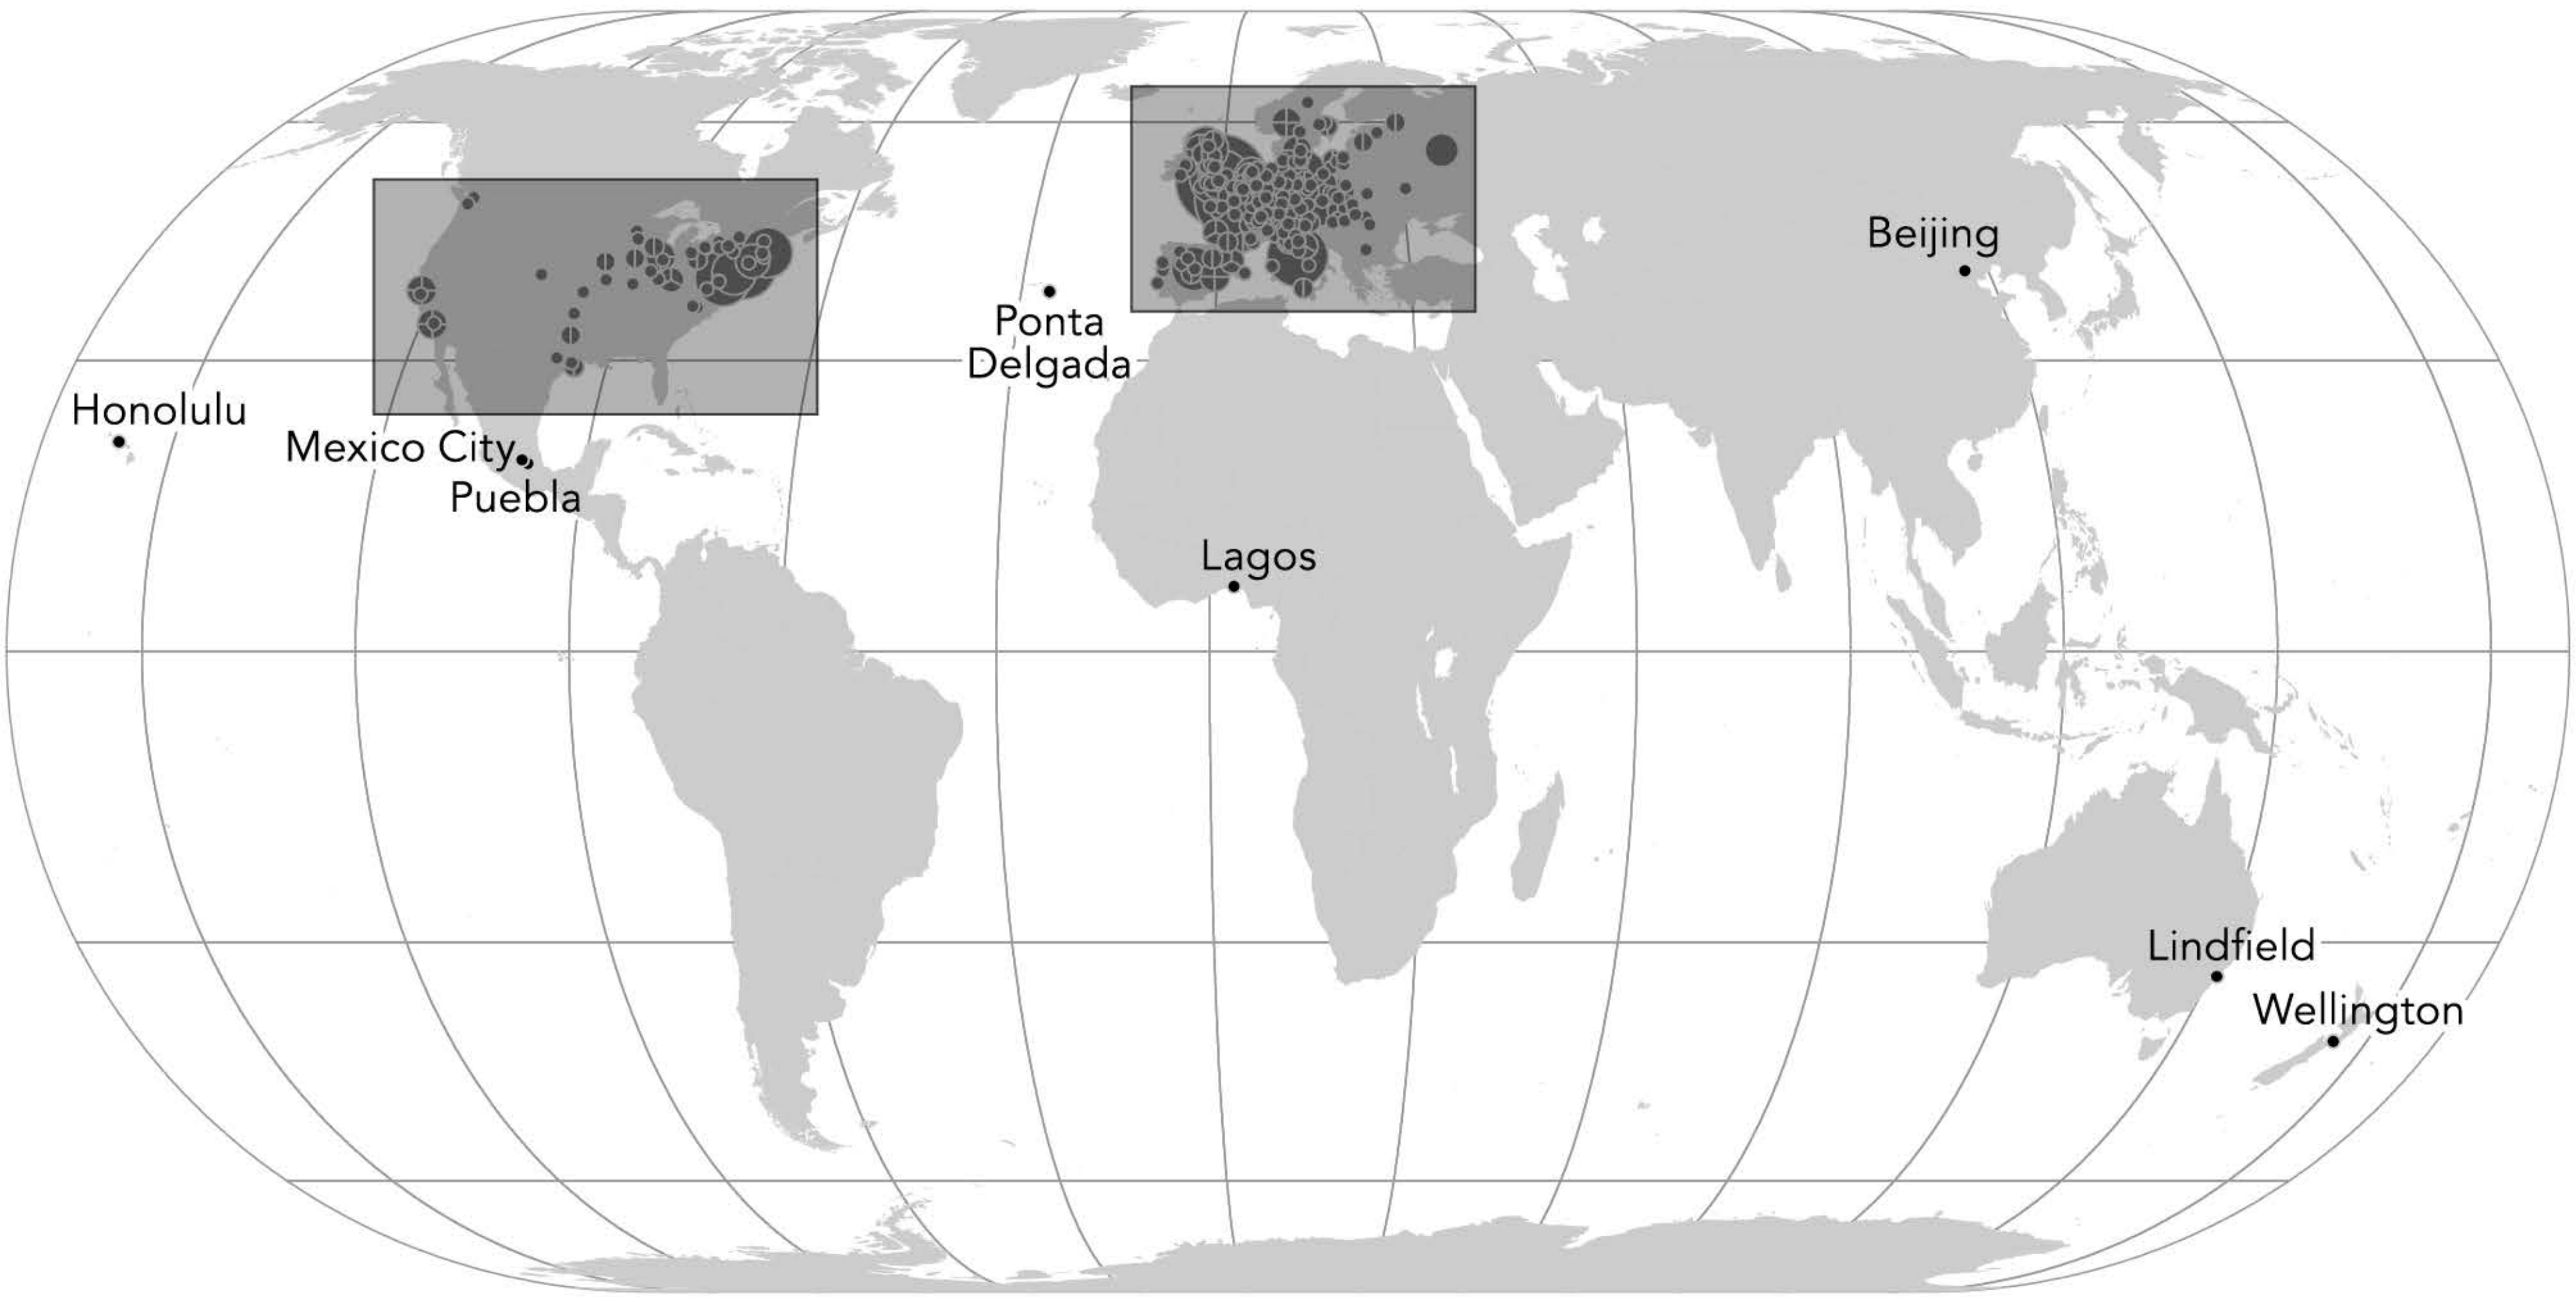 Beijing
Ponta
Delgada
Honolulu
Mexico City
Puebla
Lagos
Lindfield
Wellington